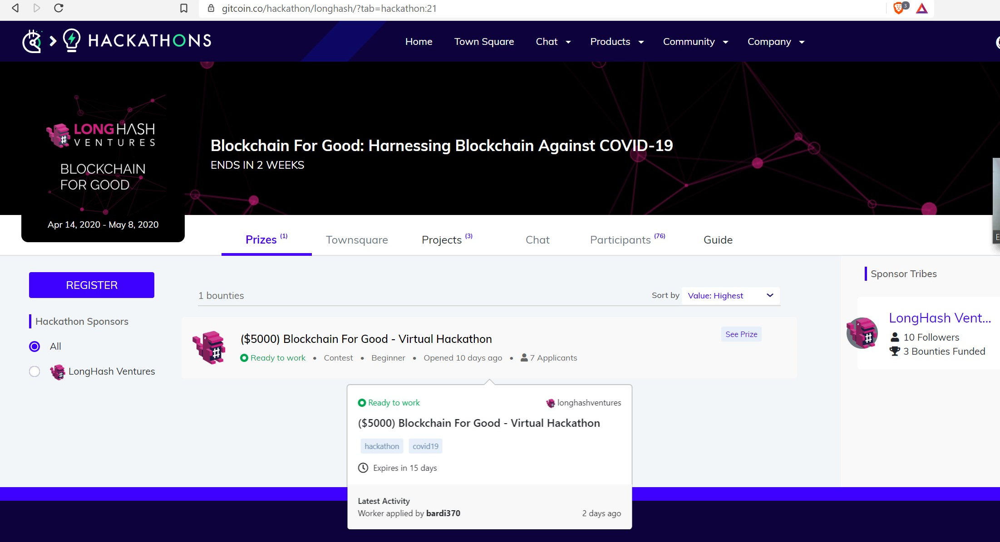 gitcoin.co/hackathon/longhash/?tab=hackathon:21
3
HACKATHONS
Home Town Square Chat Products Community Company
LONGHASH
VENTURES
BLOCKCHAIN
FOR GOOD
Apr 14, 2020 - May 8, 2020
Blockchain For Good: Harnessing Blockchain Against COVID-19
ENDS IN 2 WEEKS
Prizes (1) Townsquare Projects (3) Chat Participants (76) Guide
REGISTER
Hackathon Sponsors
All
LongHash Ventures
1 bounties
Sort by Value: Highest
($5000) Blockchain For Good - Virtual Hackathon
See Prize
Ready to work • Contest • Beginner • Opened 10 days ago • 7 Applicants
Ready to work longhashventures
($5000) Blockchain For Good - Virtual Hackathon
hackathon covid19
Expires in 15 days
Latest Activity
Worker applied by bardi370 2 days ago
Sponsor Tribes
LongHash Vent...
10 Followers
3 Bounties Funded